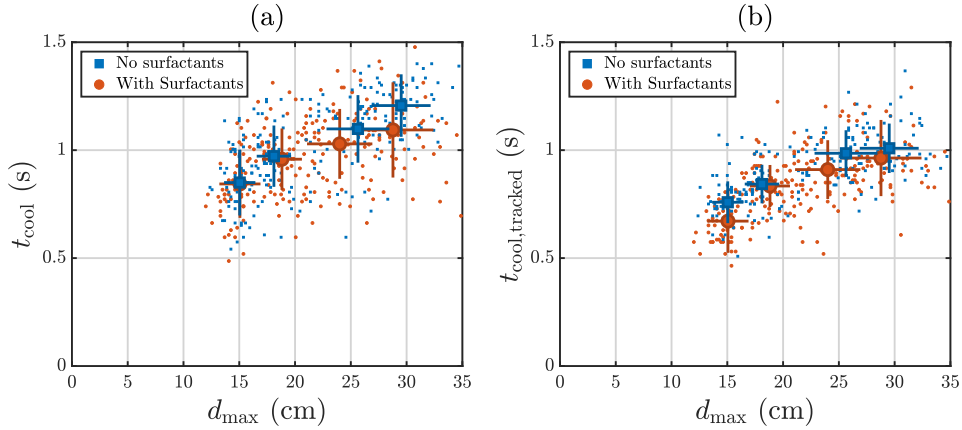 (a)
1.5
1
0.5
0
No surfactants
With Surfactants
t_cool (s)
0 5 10 15 20 25 30 35
d_max (cm)
(b)
1.5
1
0.5
0
No surfactants
With Surfactants
t_cool,tracked (s)
0 5 10 15 20 25 30 35
d_max (cm)